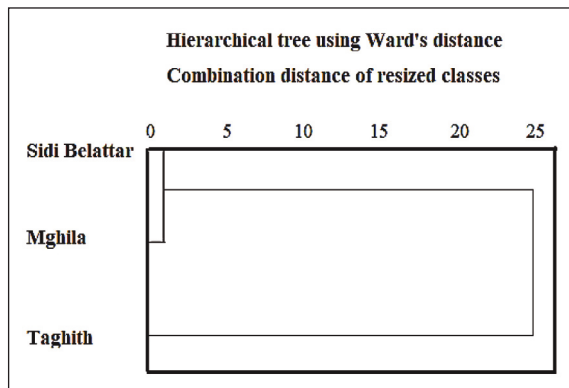 Hierarchical tree using Ward's distance
Combination distance of resized classes
0 5 10 15 20 25
Sidi Belattar
Mghila
Taghith